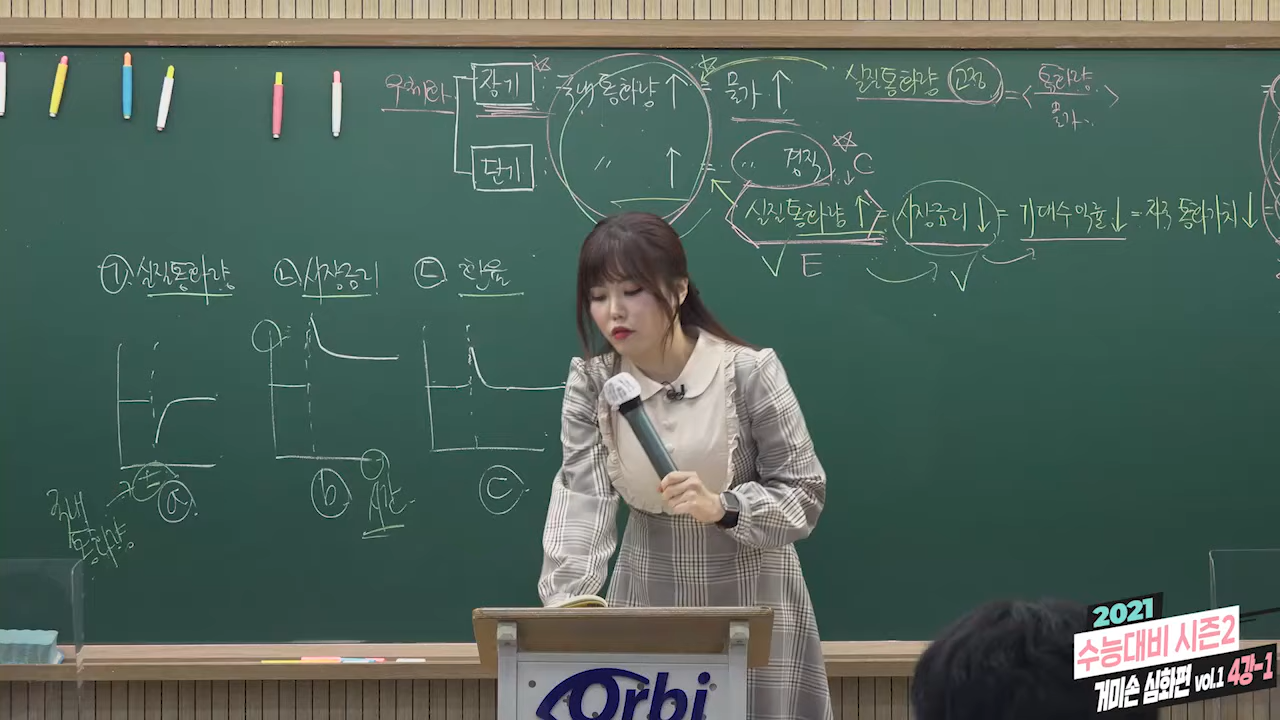 장기 : 국내 통화량 ↑ = 물가 ↑
실질통화량 고정 = < 통화량 / 물가 >
단기 : 〃 ↑ = 〃 경직
C
실질통화량 ↑ = 시장금리 ↓ = 기대수익률 ↓ = 자국 통화가치 ↓
E
㉠ 실질통화량
㉡ 시장금리
㉢ 환율
ⓐ
ⓑ
시간
ⓒ
국내
통화량
Orbi
2021
수능대비 시즌2
거미손 심화편 vol.1 4강-1